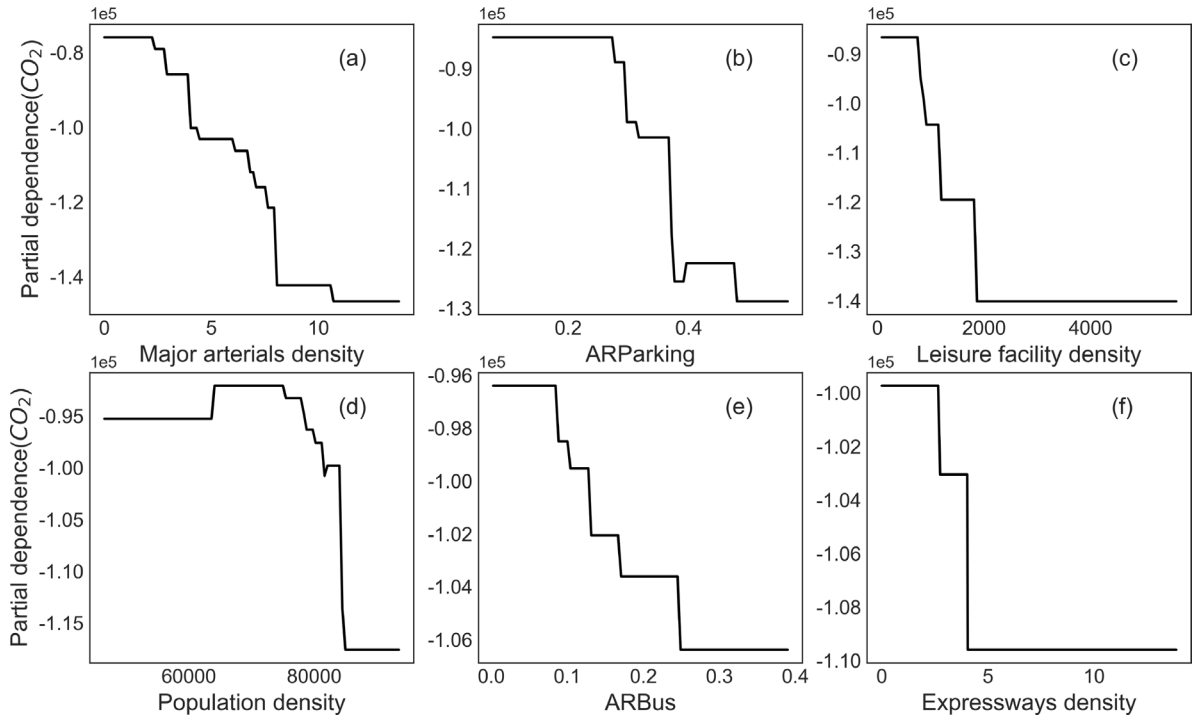 1e5
1e5
1e5
Partial dependence(CO2)
-0.8
-1.0
-1.2
-1.4
(a)
0 5 10
Major arterials density
-0.9
-1.0
-1.1
-1.2
-1.3
(b)
0.2 0.4
ARParking
-0.9
-1.0
-1.1
-1.2
-1.3
-1.4
(c)
0 2000 4000
Leisure facility density
1e5
1e5
1e5
Partial dependence(CO2)
-0.95
-1.00
-1.05
-1.10
-1.15
(d)
60000 80000
Population density
-0.96
-0.98
-1.00
-1.02
-1.04
-1.06
(e)
0.0 0.1 0.2 0.3 0.4
ARBus
-1.00
-1.02
-1.04
-1.06
-1.08
-1.10
(f)
0 5 10
Expressways density